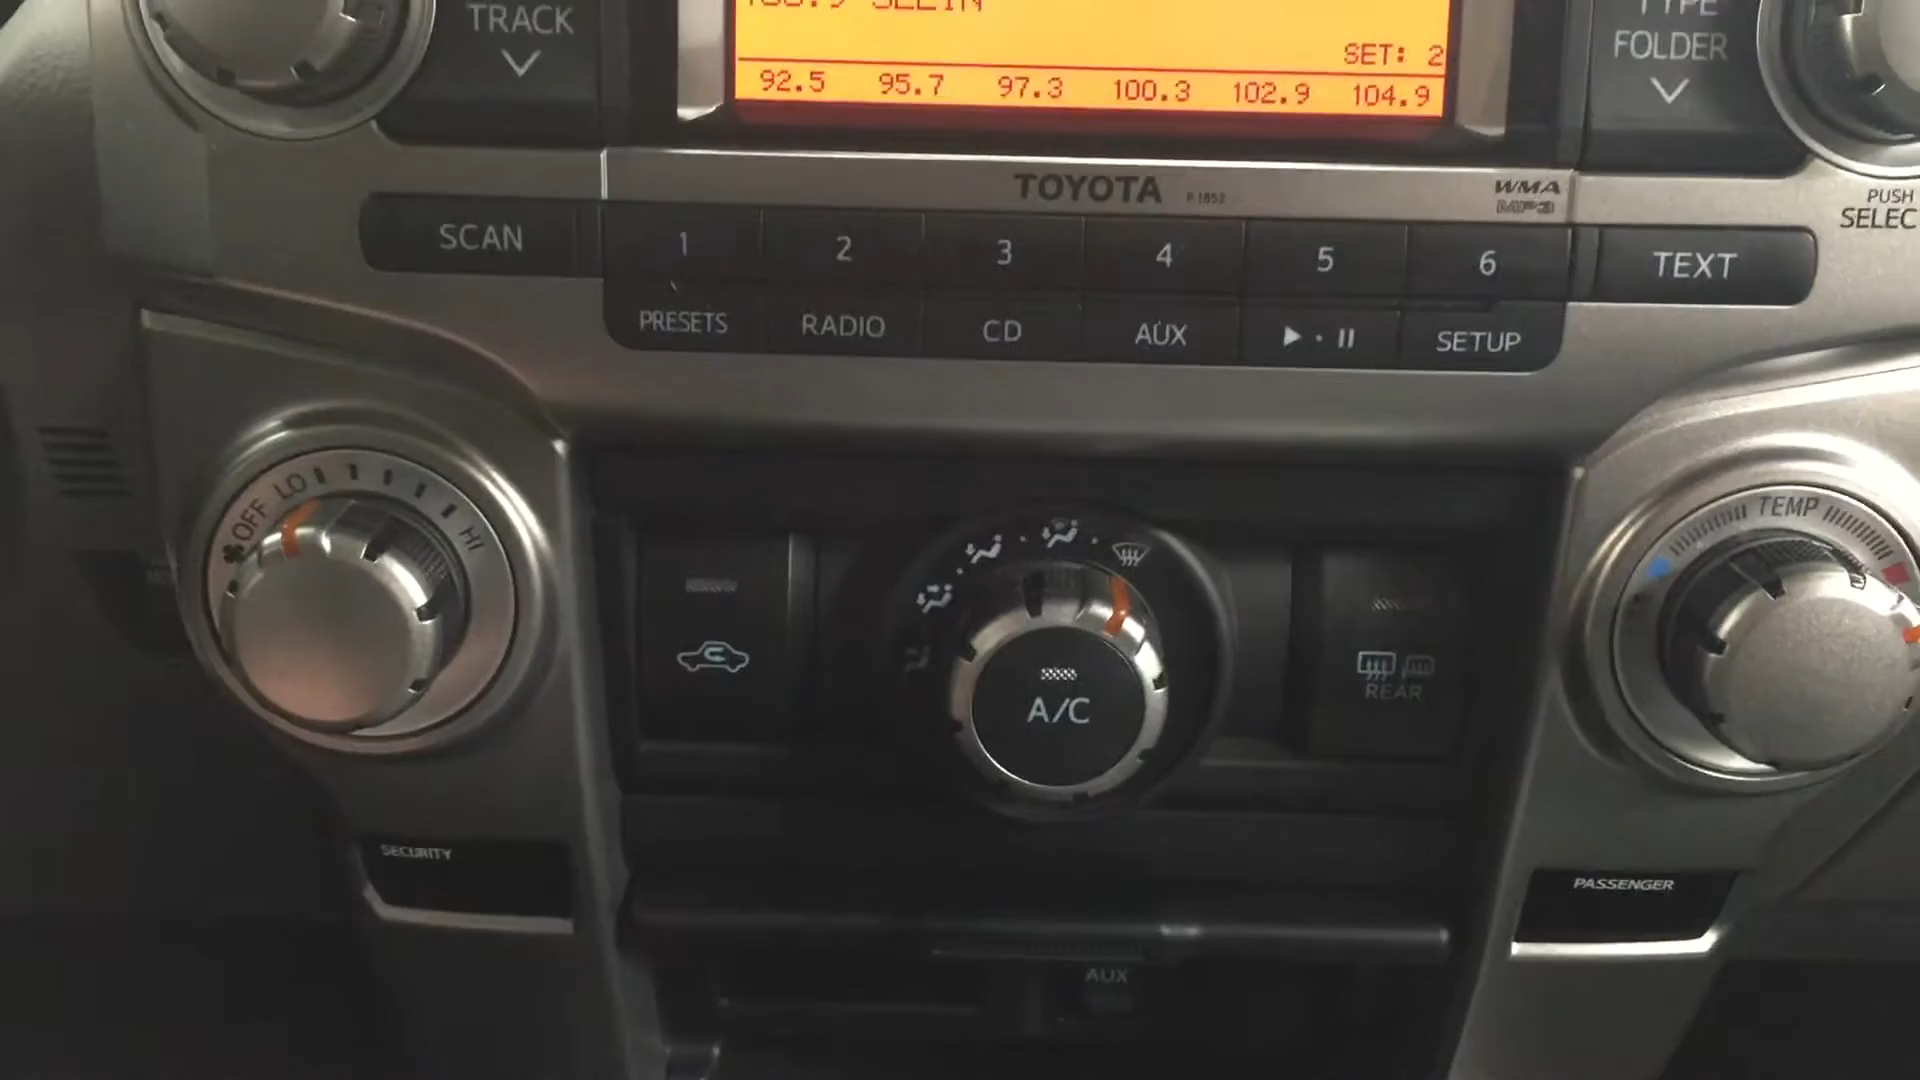 TRACK
TYPE
FOLDER
SET: 2
92.5 95.7 97.3 100.3 102.9 104.9
TOYOTA
WMA
MP3
PUSH
SELEC
SCAN 1 2 3 4 5 6 TEXT
PRESETS RADIO CD AUX SETUP
OFF LO HI
TEMP
A/C
REAR
SECURITY
PASSENGER
AUX